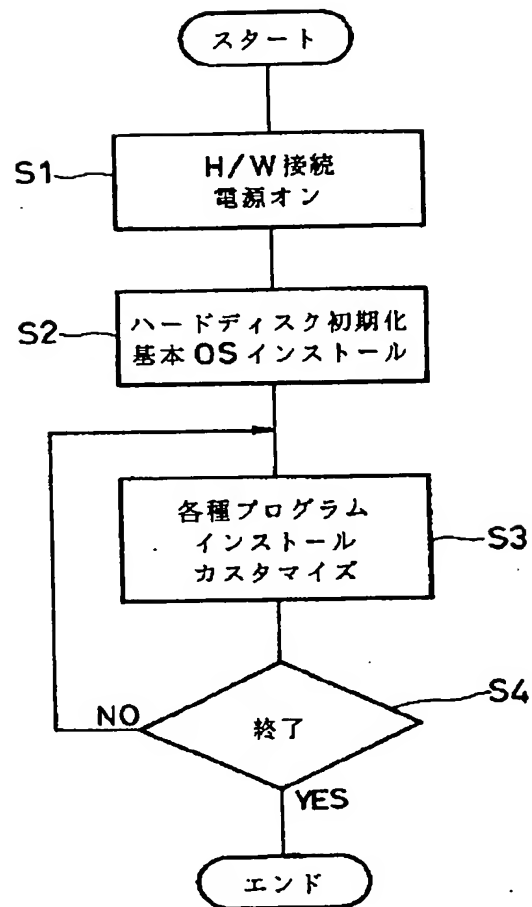 スタート
S1
H/W接続
電源オン
S2
ハードディスク初期化
基本OSインストール
各種プログラム
インストール
カスタマイズ
S3
S4
NO
終了
YES
エンド